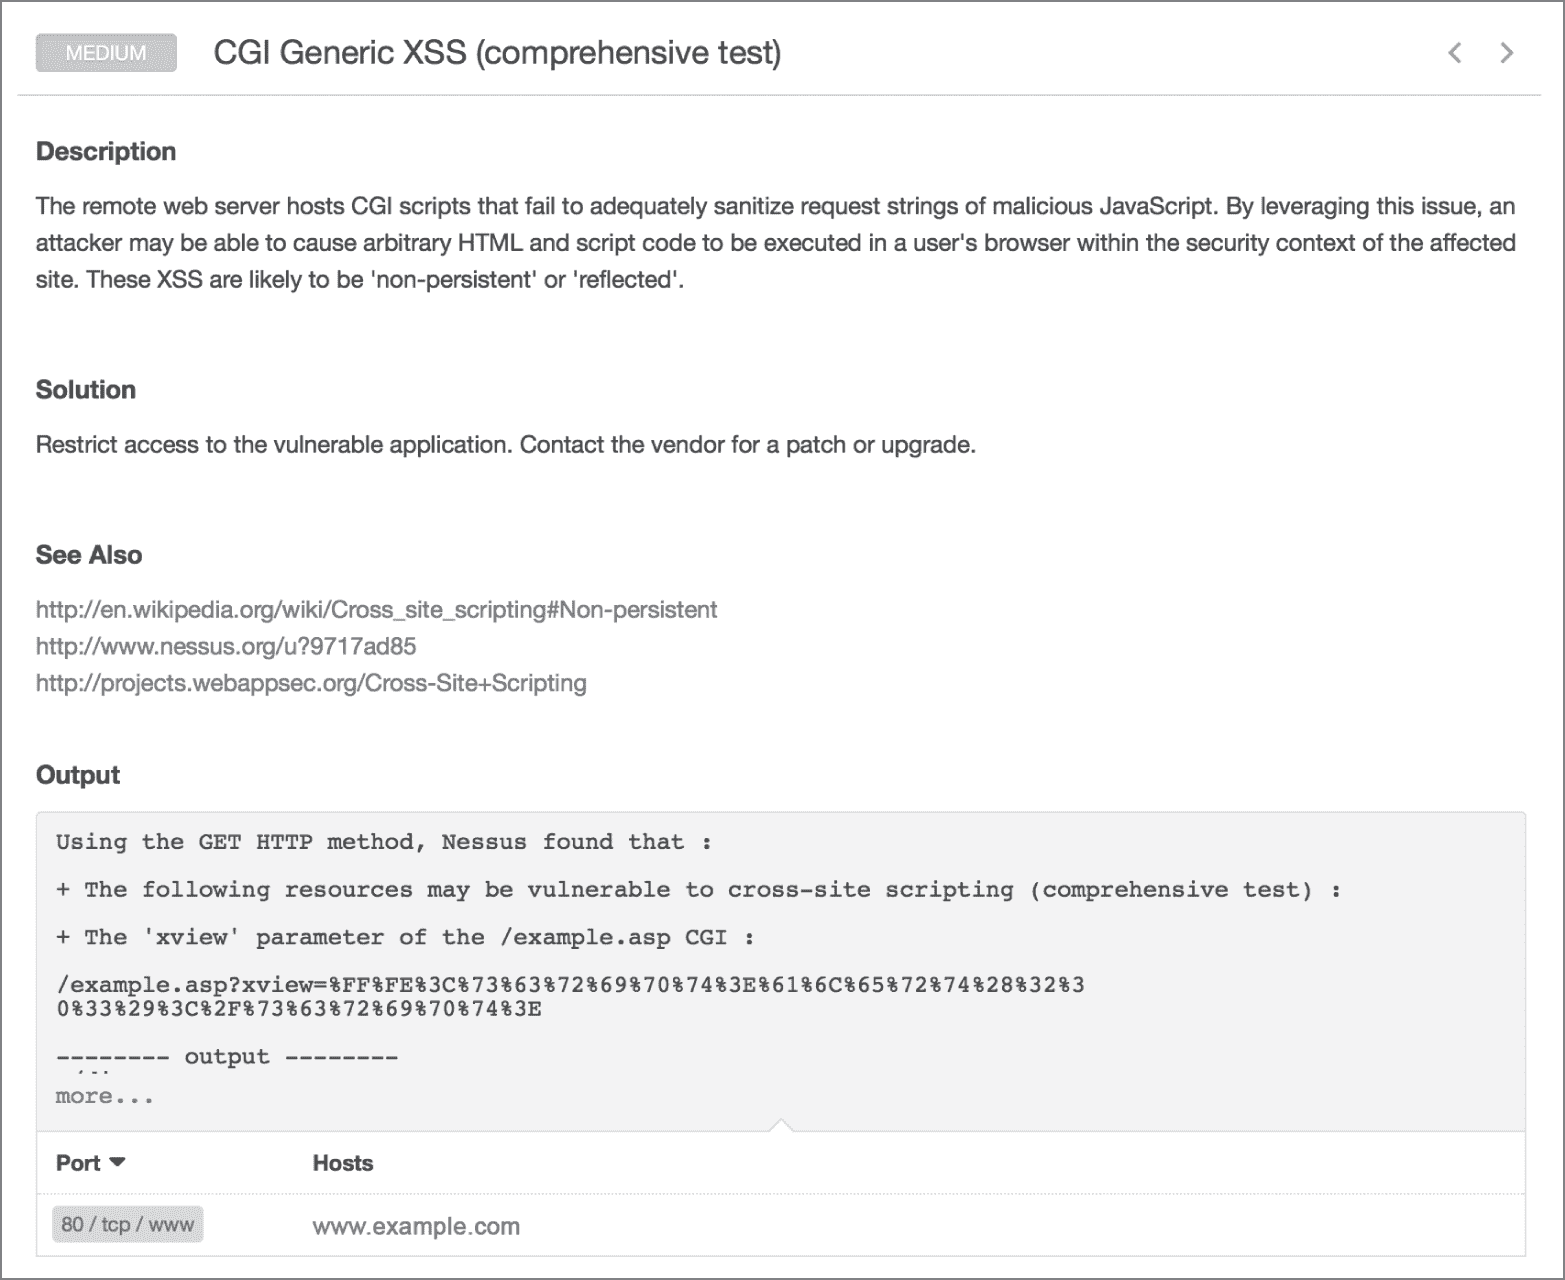 MEDIUM CGI Generic XSS (comprehensive test)
Description
The remote web server hosts CGI scripts that fail to adequately sanitize request strings of malicious JavaScript. By leveraging this issue, an
attacker may be able to cause arbitrary HTML and script code to be executed in a user's browser within the security context of the affected
site. These XSS are likely to be 'non-persistent' or 'reflected'.
Solution
Restrict access to the vulnerable application. Contact the vendor for a patch or upgrade.
See Also
http://en.wikipedia.org/wiki/Cross_site_scripting#Non-persistent
http://www.nessus.org/u?9717ad85
http://projects.webappsec.org/Cross-Site+Scripting
Output
Using the GET HTTP method, Nessus found that :
+ The following resources may be vulnerable to cross-site scripting (comprehensive test) :
+ The 'xview' parameter of the /example.asp CGI :
/example.asp?xview=%FF%FE%3C%73%63%72%69%70%74%3E%61%6C%65%72%74%28%32%3
0%33%29%3C%2F%73%63%72%69%70%74%3E
-------- output --------
more...
Port Hosts
80 / tcp / www www.example.com